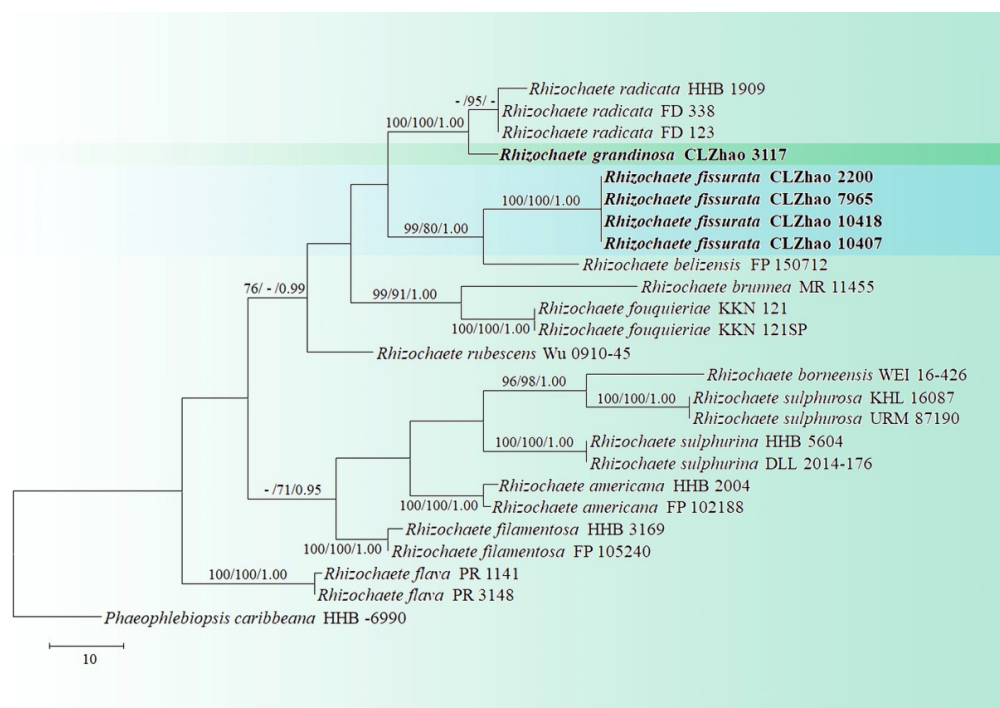 Rhizochaete radicata HHB 1909
- /95/ -
Rhizochaete radicata FD 338
100/100/1.00
Rhizochaete radicata FD 123
Rhizochaete grandinosa CLZhao 3117
Rhizochaete fissurata CLZhao 2200
100/100/1.00
Rhizochaete fissurata CLZhao 7965
Rhizochaete fissurata CLZhao 10418
99/80/1.00
Rhizochaete fissurata CLZhao 10407
Rhizochaete belizensis FP 150712
76/ - /0.99
Rhizochaete brunnea MR 11455
99/91/1.00
Rhizochaete fouquieriae KKN 121
100/100/1.00
Rhizochaete fouquieriae KKN 121SP
Rhizochaete rubescens Wu 0910-45
Rhizochaete borneensis WEI 16-426
96/98/1.00
Rhizochaete sulphurosa KHL 16087
100/100/1.00
Rhizochaete sulphurosa URM 87190
Rhizochaete sulphurina HHB 5604
100/100/1.00
Rhizochaete sulphurina DLL 2014-176
Rhizochaete americana HHB 2004
- /71/0.95
100/100/1.00
Rhizochaete americana FP 102188
Rhizochaete filamentosa HHB 3169
100/100/1.00
Rhizochaete filamentosa FP 105240
Rhizochaete flava PR 1141
100/100/1.00
Rhizochaete flava PR 3148
Phaeophlebiopsis caribbeana HHB -6990
10